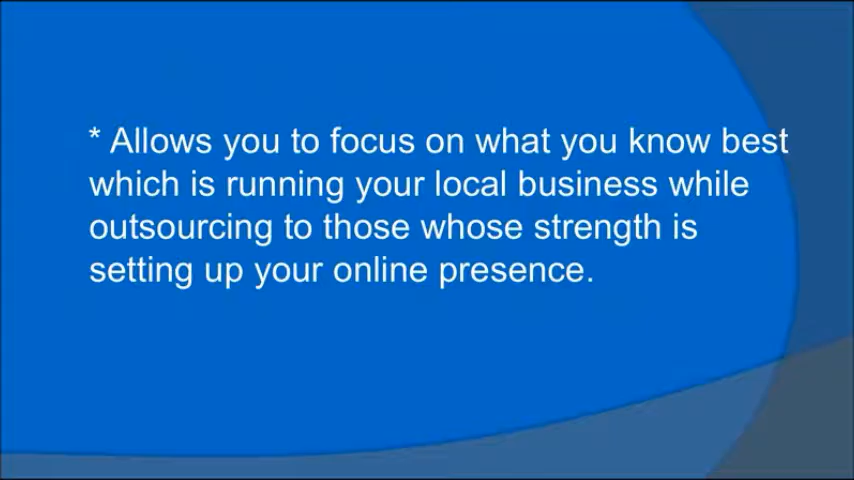 * Allows you to focus on what you know best
which is running your local business while
outsourcing to those whose strength is
setting up your online presence.